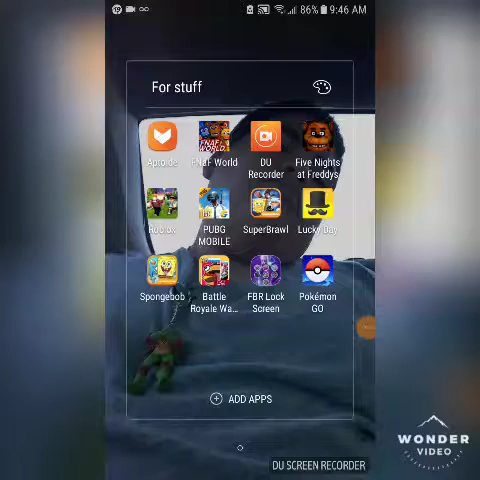 86% 9:46 AM
For stuff
Aptoide
FNaF World
DU
Recorder
Five Nights
at Freddys
Roblox
PUBG
MOBILE
SuperBrawl
Lucky Day
Spongebob
Battle
Royale Wa...
FBR Lock
Screen
Pokémon
GO
ADD APPS
DU SCREEN RECORDER
WONDER
VIDEO